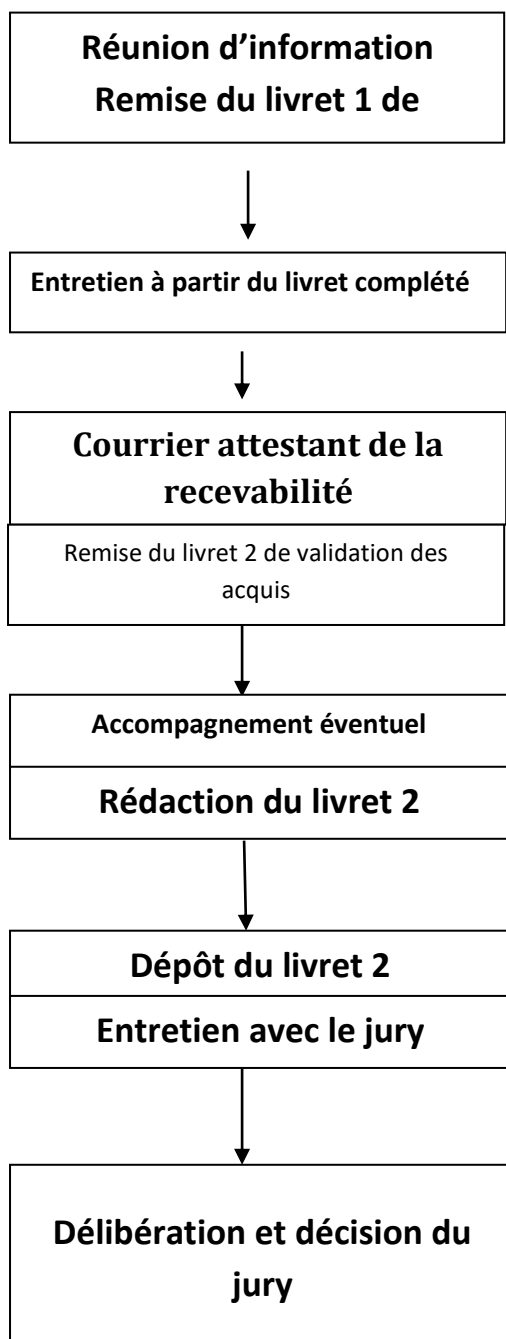 Réunion d’information
Remise du livret 1 de
Entretien à partir du livret complété
Courrier attestant de la
recevabilité
Remise du livret 2 de validation des
acquis
Accompagnement éventuel
Rédaction du livret 2
Dépôt du livret 2
Entretien avec le jury
Délibération et décision du
jury